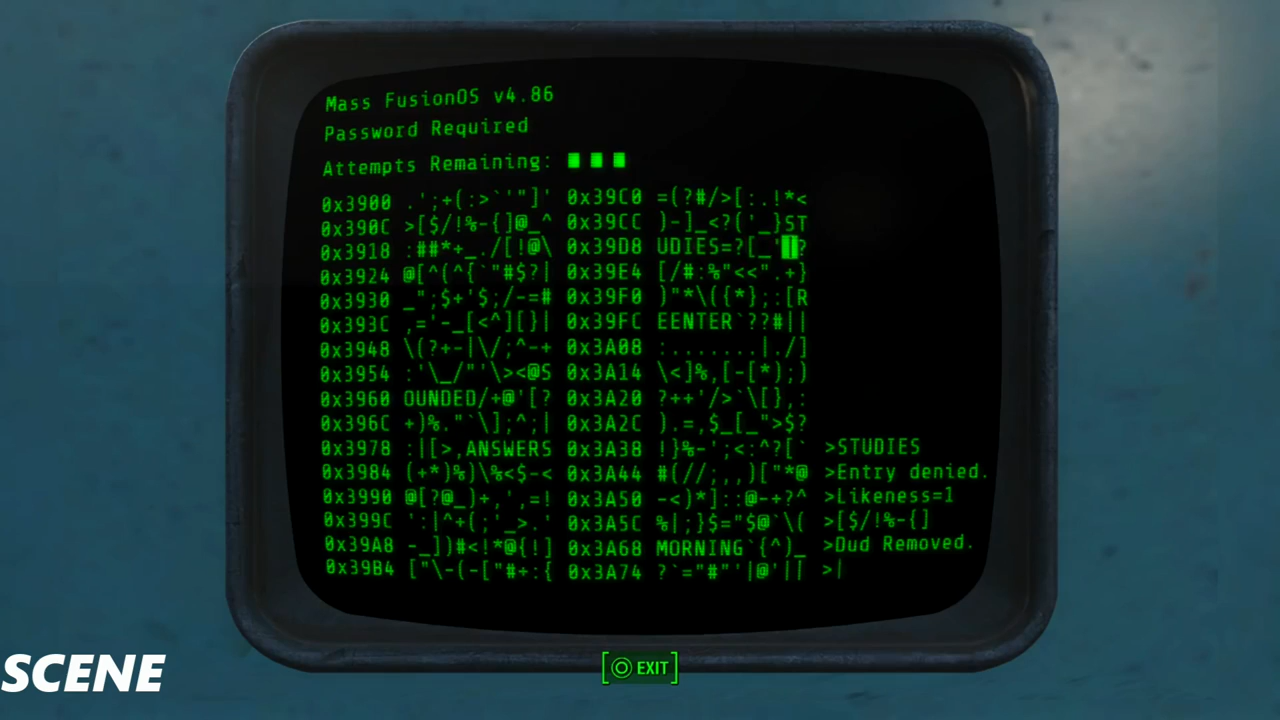 Mass FusionOS v4.86
Password Required
Attempts Remaining: ■ ■ ■
0x3900 .';+(:>`'"]' 0x39C0 =(?#/>[:.!*<
0x390C >[$/!%-{]@_^ 0x39CC )-]_<?('_}ST
0x3918 :##*+_./[!@\ 0x39D8 UDIES=?[_'█?
0x3924 @[^(^{`"#$?| 0x39E4 [/#:%"<<".+}
0x3930 _";$+'$;/-=# 0x39F0 )"*\({*};:[R
0x393C ,='-_[<^][}| 0x39FC EENTER`??#||
0x3948 \(?+-|\/;^-+ 0x3A08 :.......|./]
0x3954 :'\_/"'\><@S 0x3A14 \<]%,[-[*);)
0x3960 OUNDED/+@'[? 0x3A20 ?++'/>`\[},:
0x396C +)%."`\];^;| 0x3A2C ).=,$_[_">$?
0x3978 :|[>,ANSWERS 0x3A38 !}%-';<:^?[` >STUDIES
0x3984 (+*)%)\%<$-< 0x3A44 #(//;,,)["*@ >Entry denied.
0x3990 @[?@_)+,',=! 0x3A50 -<)*]::@-+?^ >Likeness=1
0x399C ':|^+(;'_>.' 0x3A5C %|;}$="$@`\( >[$/!%-{]
0x39A8 -_])#<!*@{!] 0x3A68 MORNING`{^)_ >Dud Removed.
0x39B4 ["\-(-["#+:{ 0x3A74 ?`="#"'|@'|| >|
SCENE
EXIT